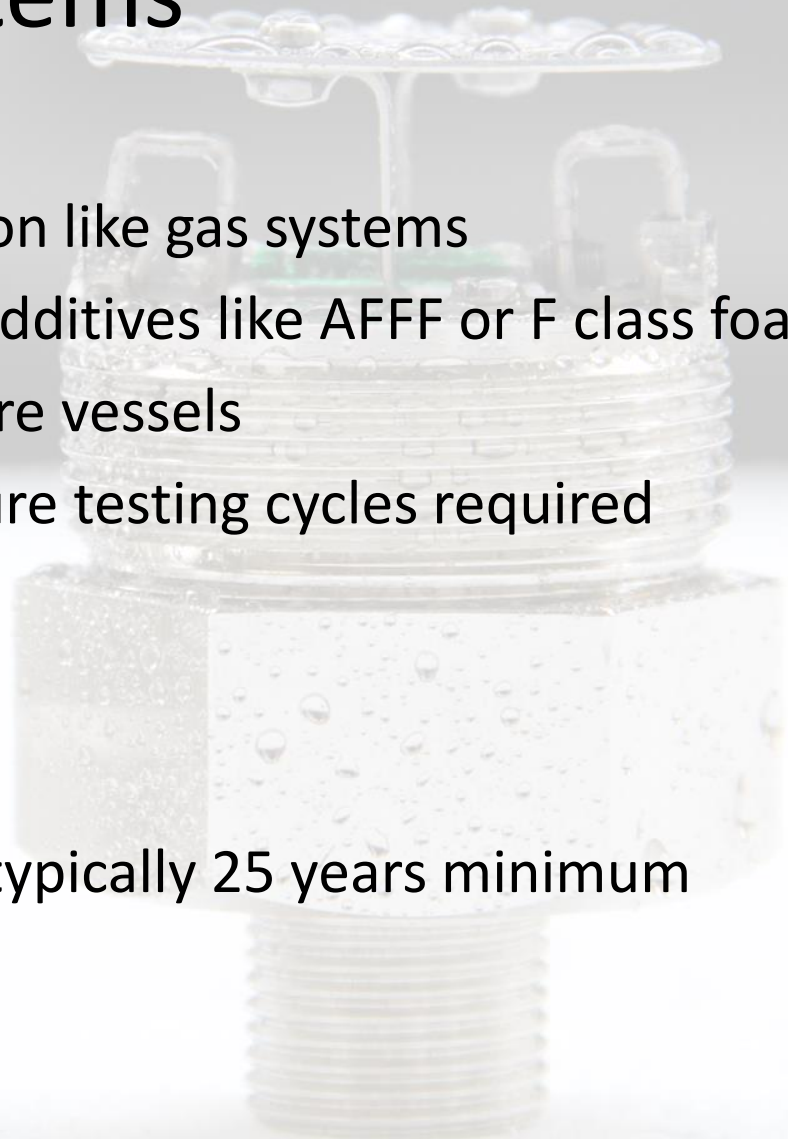 tems
on like gas systems
dditives like AFFF or F class foa
re vessels
ure testing cycles required
typically 25 years minimum